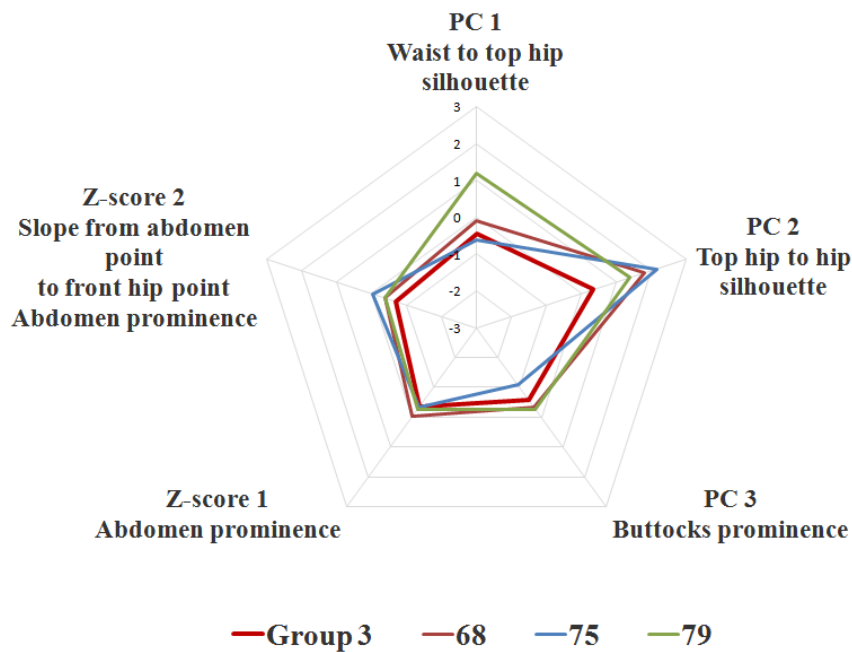 PC 1
Waist to top hip
silhouette
3
2
1
0
-1
-2
-3
Z-score 2
Slope from abdomen
point
to front hip point
Abdomen prominence
PC 2
Top hip to hip
silhouette
Z-score 1
Abdomen prominence
PC 3
Buttocks prominence
Group 3 68 75 79